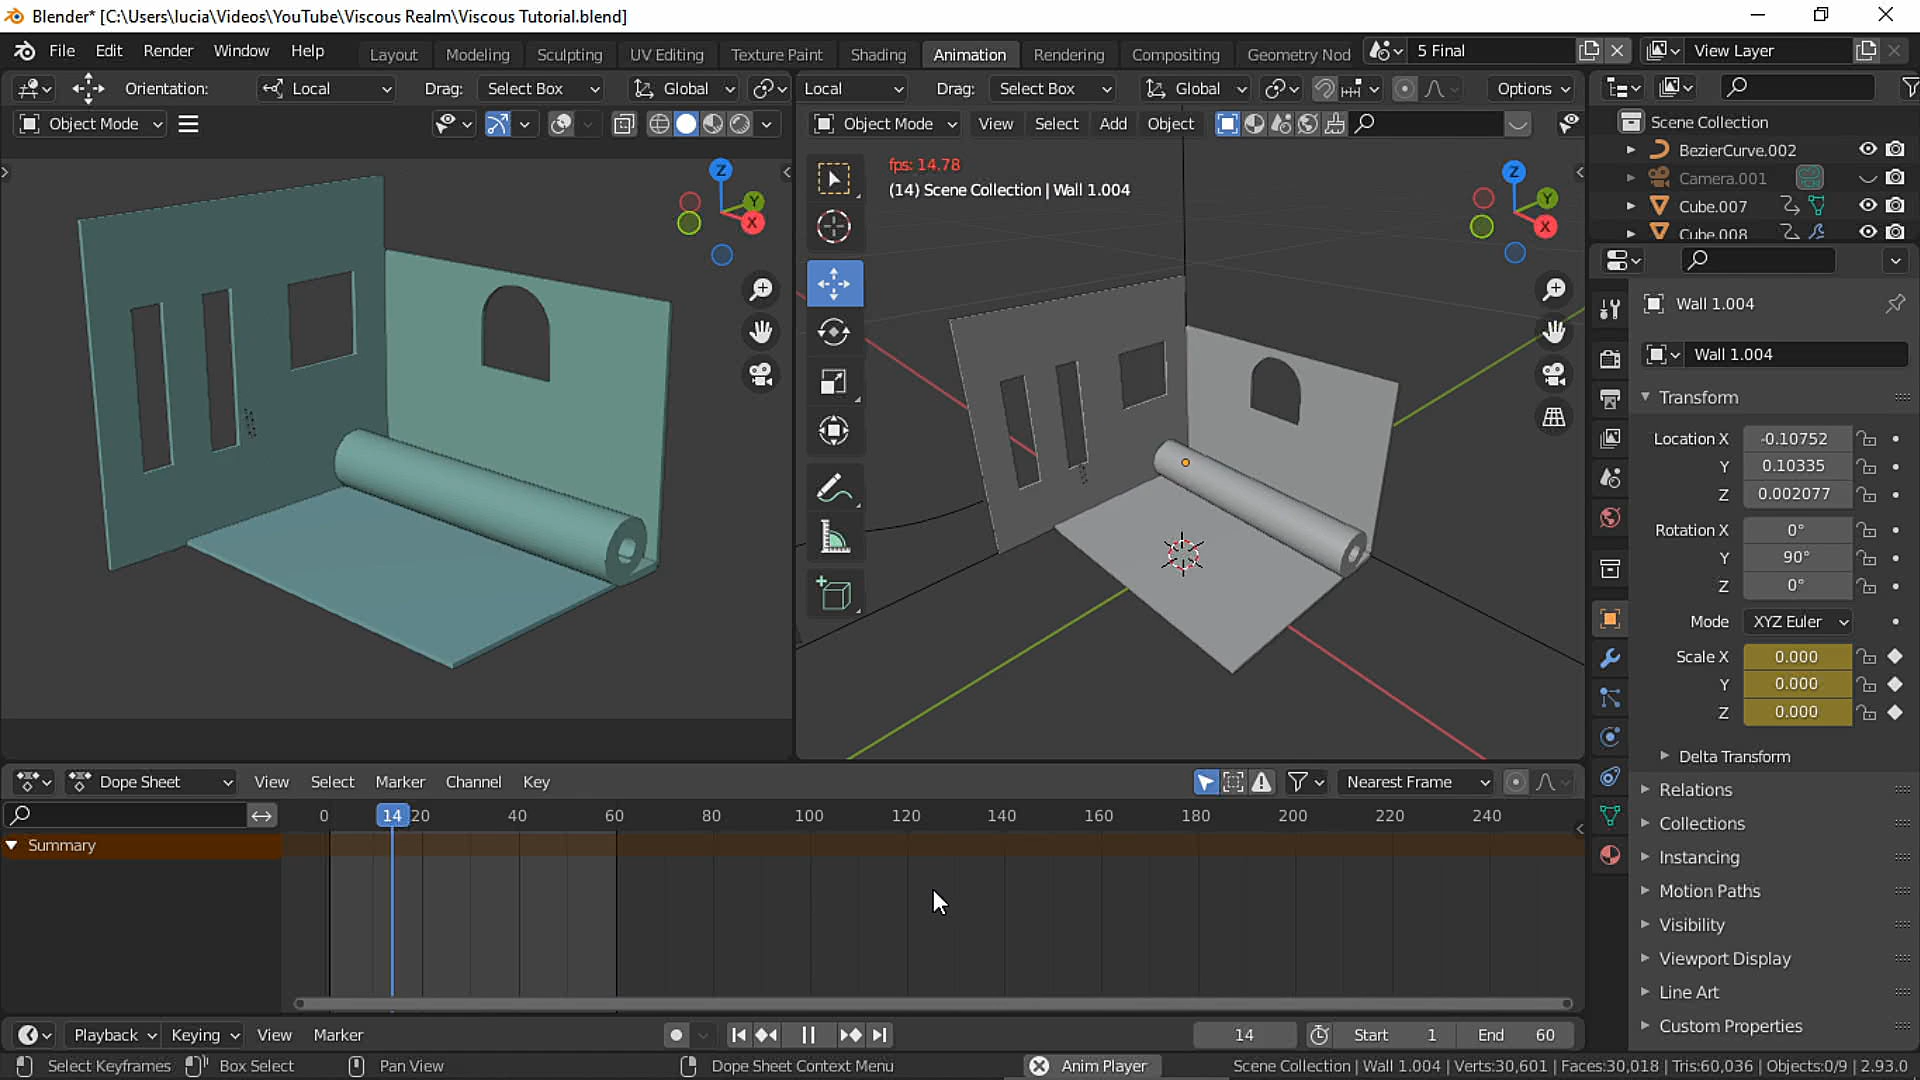 Blender* [C:\Users\lucia\Videos\YouTube\Viscous Realm\Viscous Tutorial.blend]
File Edit Render Window Help Layout Modeling Sculpting UV Editing Texture Paint Shading Animation Rendering Compositing Geometry Nod 5 Final View Layer
Orientation: Local Drag: Select Box Global Local Drag: Select Box Global Options
Object Mode Object Mode View Select Add Object
Scene Collection
BezierCurve.002
Camera.001
Cube.007
Cube.008
fps: 14.78
(14) Scene Collection | Wall 1.004
Z
Y
X
Z
Y
X
Wall 1.004
Wall 1.004
Transform
Location X -0.10752
Y 0.10335
Z 0.002077
Rotation X 0°
Y 90°
Z 0°
Mode XYZ Euler
Scale X 0.000
Y 0.000
Z 0.000
Delta Transform
Relations
Collections
Instancing
Motion Paths
Visibility
Viewport Display
Line Art
Custom Properties
Dope Sheet View Select Marker Channel Key Nearest Frame
0 14 20 40 60 80 100 120 140 160 180 200 220 240
Summary
Playback Keying View Marker 14 Start 1 End 60
Select Keyframes Box Select Pan View Dope Sheet Context Menu Anim Player Scene Collection | Wall 1.004 | Verts:30,601 | Faces:30,018 | Tris:60,036 | Objects:0/9 | 2.93.0